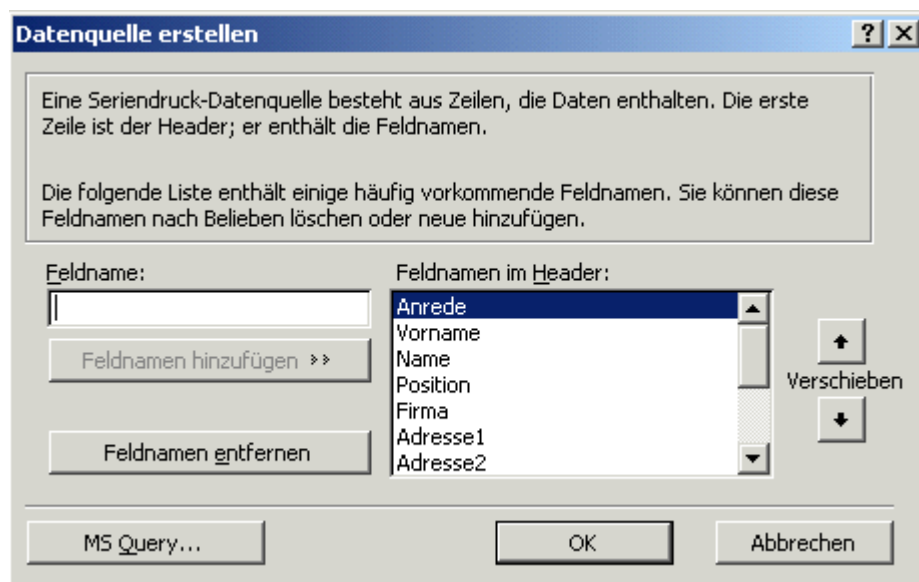 Datenquelle erstellen
Eine Seriendruck-Datenquelle besteht aus Zeilen, die Daten enthalten. Die erste
Zeile ist der Header; er enthält die Feldnamen.
Die folgende Liste enthält einige häufig vorkommende Feldnamen. Sie können diese
Feldnamen nach Belieben löschen oder neue hinzufügen.
Feldname:
Feldnamen hinzufügen >>
Feldnamen entfernen
Feldnamen im Header:
Anrede
Vorname
Name
Position
Firma
Adresse1
Adresse2
Verschieben
MS Query...
OK
Abbrechen